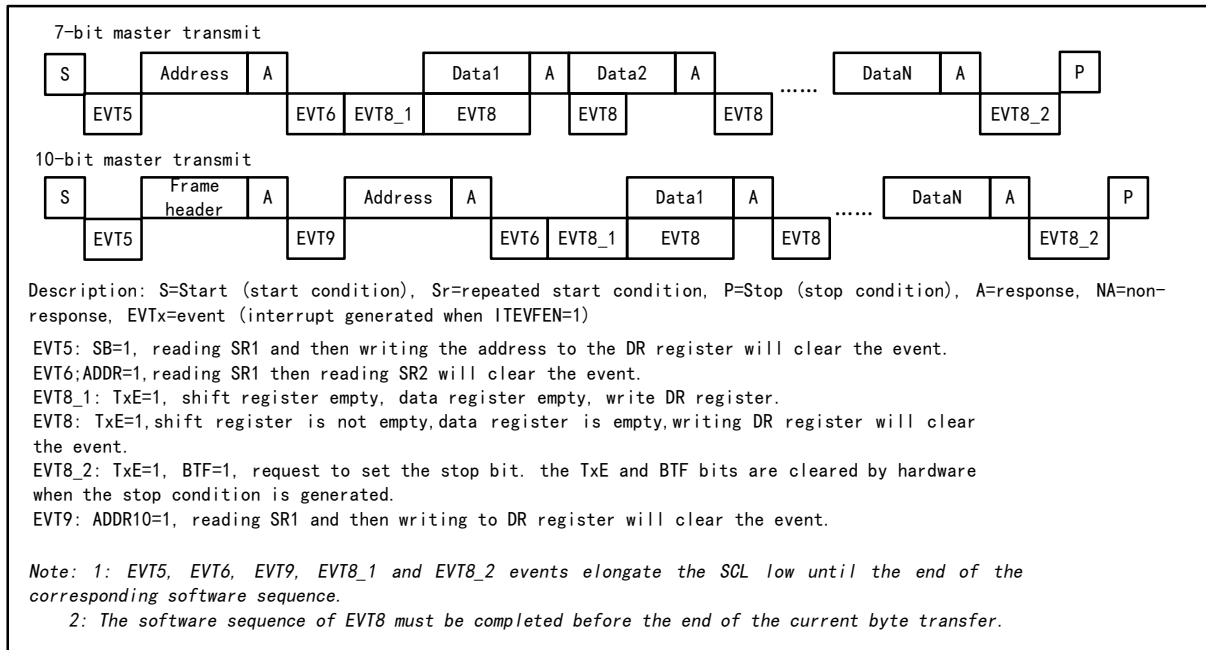 7-bit master transmit
S Address A Data1 A Data2 A …… DataN A P
EVT5 EVT6 EVT8_1 EVT8 EVT8 EVT8 EVT8_2
10-bit master transmit
S Frame header A Address A Data1 A …… DataN A P
EVT5 EVT9 EVT6 EVT8_1 EVT8 EVT8 EVT8_2
Description: S=Start (start condition), Sr=repeated start condition, P=Stop (stop condition), A=response, NA=non-
response, EVTx=event (interrupt generated when ITEVFEN=1)
EVT5: SB=1, reading SR1 and then writing the address to the DR register will clear the event.
EVT6;ADDR=1,reading SR1 then reading SR2 will clear the event.
EVT8_1: TxE=1, shift register empty, data register empty, write DR register.
EVT8: TxE=1,shift register is not empty,data register is empty,writing DR register will clear
the event.
EVT8_2: TxE=1, BTF=1, request to set the stop bit. the TxE and BTF bits are cleared by hardware
when the stop condition is generated.
EVT9: ADDR10=1, reading SR1 and then writing to DR register will clear the event.
Note: 1: EVT5, EVT6, EVT9, EVT8_1 and EVT8_2 events elongate the SCL low until the end of the
corresponding software sequence.
2: The software sequence of EVT8 must be completed before the end of the current byte transfer.